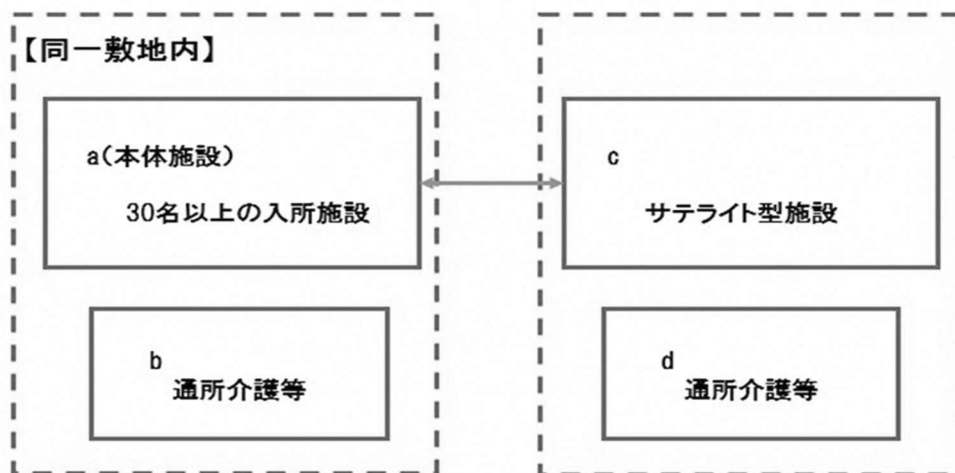 【同一敷地内】
a(本体施設)
30名以上の入所施設
b
通所介護等
c
サテライト型施設
d
通所介護等